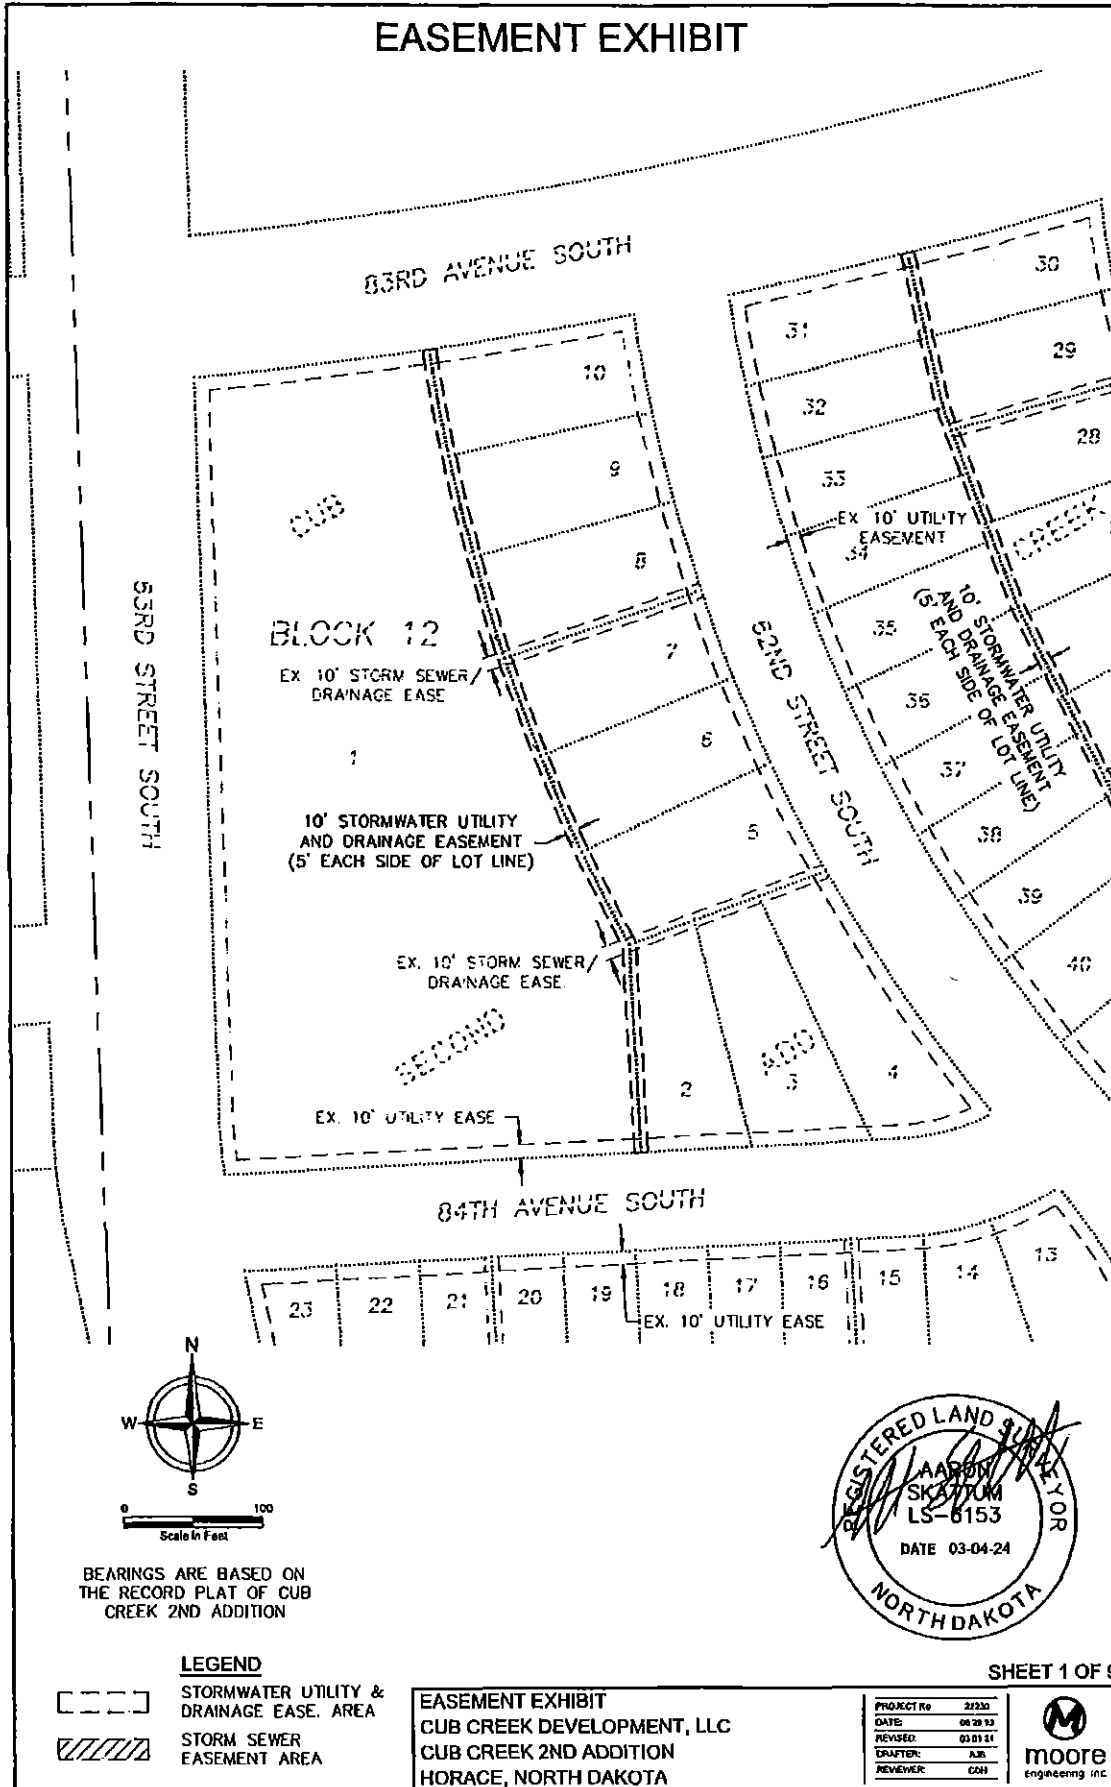 EASEMENT EXHIBIT
83RD AVENUE SOUTH
30
31
29
10
32
28
9
33
CUB
EX 10' UTILITY
EASEMENT
CREEK
34
8
53RD STREET SOUTH
BLOCK 12
52ND STREET SOUTH
35
7
10' STORMWATER UTILITY
AND DRAINAGE EASEMENT
(5' EACH SIDE OF LOT LINE)
EX 10' STORM SEWER/
DRAINAGE EASE
36
6
1
37
10' STORMWATER UTILITY
AND DRAINAGE EASEMENT
(5' EACH SIDE OF LOT LINE)
5
38
39
EX. 10' STORM SEWER/
DRAINAGE EASE.
40
SECOND
ADD
2
3
4
EX. 10' UTILITY EASE
84TH AVENUE SOUTH
23
22
21
20
19
18
17
16
15
14
13
EX. 10' UTILITY EASE
N
W
E
S
0
100
Scale In Feet
BEARINGS ARE BASED ON
THE RECORD PLAT OF CUB
CREEK 2ND ADDITION
REGISTERED LAND SURVEYOR
AARON
SKATTUM
LS-6153
DATE 03-04-24
NORTH DAKOTA
LEGEND
STORMWATER UTILITY &
DRAINAGE EASE. AREA
STORM SEWER
EASEMENT AREA
SHEET 1 OF 9
EASEMENT EXHIBIT
CUB CREEK DEVELOPMENT, LLC
CUB CREEK 2ND ADDITION
HORACE, NORTH DAKOTA
PROJECT No
DATE:
REVISED:
DRAFTER: AJB
REVIEWER:
moore
engineering inc